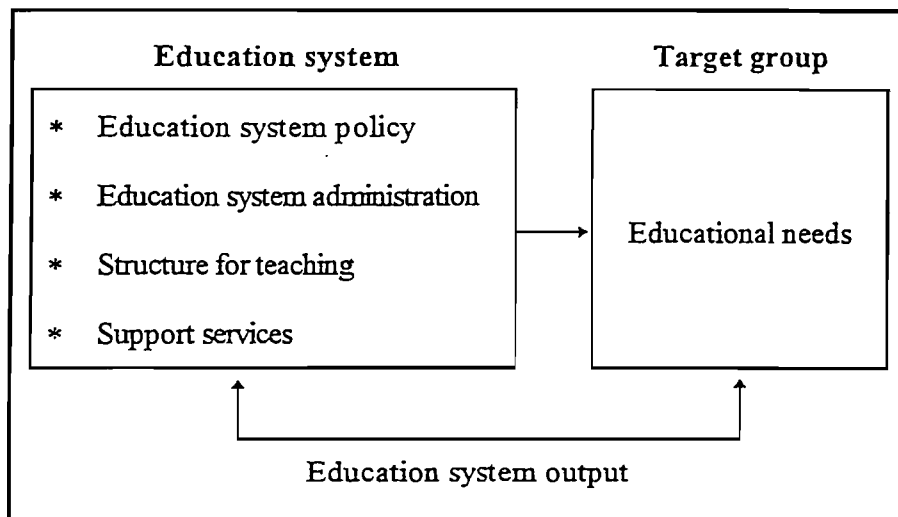 Education system
Target group
* Education system policy
* Education system administration
* Structure for teaching
* Support services
Educational needs
Education system output